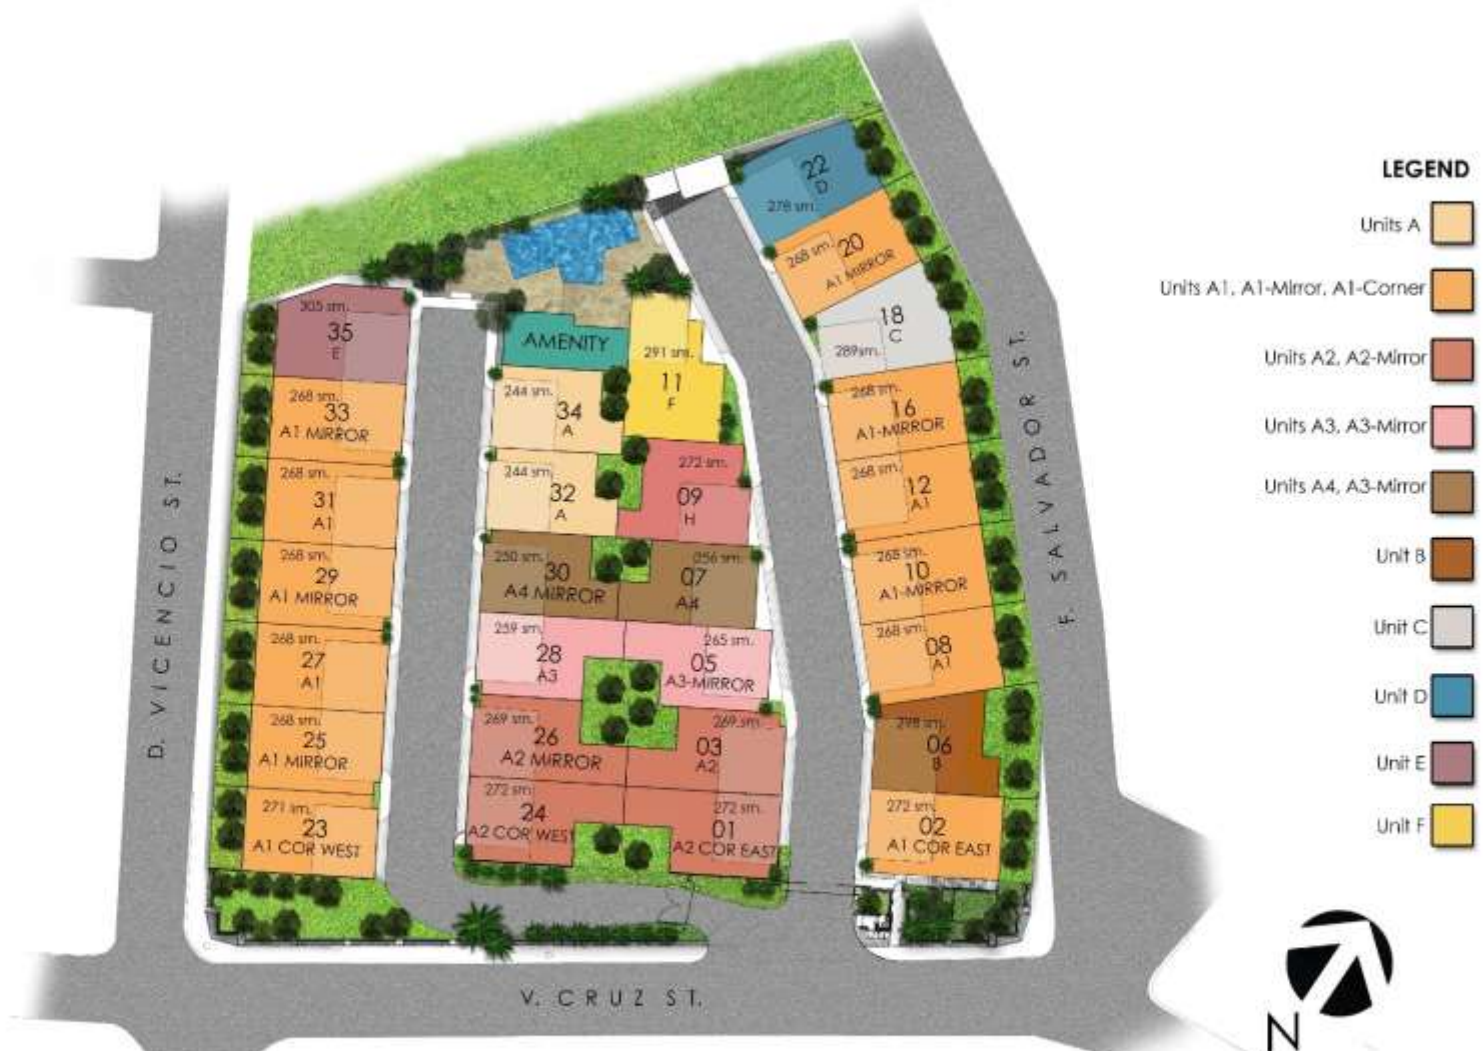 LEGEND
Units A
Units A1, A1-Mirror, A1-Corner
Units A2, A2-Mirror
Units A3, A3-Mirror
Units A4, A3-Mirror
Unit B
Unit C
Unit D
Unit E
Unit F
N
D. VICENCIO ST.
V. CRUZ ST.
F. SALVADOR ST.
305 sm.
35
E
268 sm.
33
A1 MIRROR
268 sm.
31
A1
268 sm.
29
A1 MIRROR
268 sm.
27
A1
268 sm.
25
A1 MIRROR
271 sm.
23
A1 COR WEST
AMENITY
244 sm.
34
A
244 sm.
32
A
250 sm.
30
A4 MIRROR
259 sm.
28
A3
269 sm.
26
A2 MIRROR
272 sm.
24
A2 COR WEST
291 sm.
11
F
272 sm.
09
H
256 sm.
07
A4
265 sm.
05
A3-MIRROR
269 sm.
03
A2
272 sm.
01
A2 COR EAST
22
D
278 sm.
268 sm.
20
A1 MIRROR
18
C
289sm.
268 sm.
16
A1-MIRROR
268 sm.
12
A1
268 sm.
10
A1-MIRROR
268 sm.
08
A1
298 sm.
06
B
272 sm.
02
A1 COR EAST